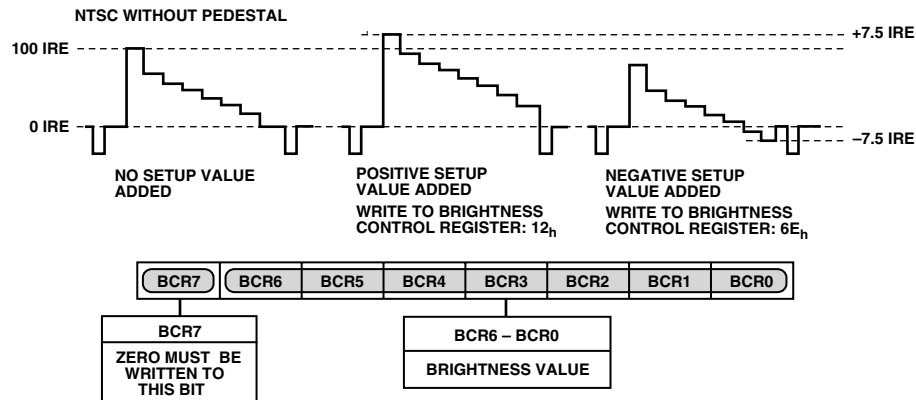 NTSC WITHOUT PEDESTAL
+7.5 IRE
100 IRE
0 IRE
–7.5 IRE
NO SETUP VALUE
ADDED
POSITIVE SETUP
VALUE ADDED
WRITE TO BRIGHTNESS
CONTROL REGISTER: 12h
NEGATIVE SETUP
VALUE ADDED
WRITE TO BRIGHTNESS
CONTROL REGISTER: 6Eh
BCR7 BCR6 BCR5 BCR4 BCR3 BCR2 BCR1 BCR0
BCR7
ZERO MUST BE
WRITTEN TO
THIS BIT
BCR6 – BCR0
BRIGHTNESS VALUE